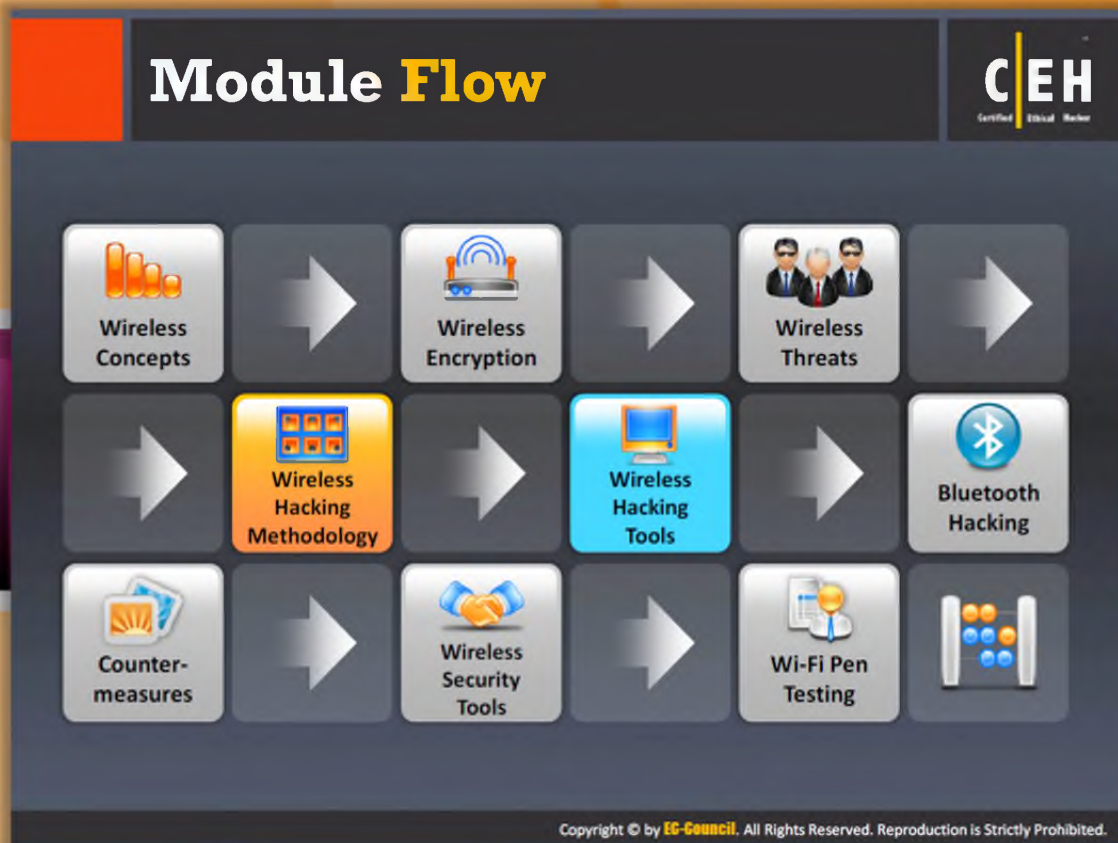 Module Flow
C EH
Certified Ethical Hacker
Wireless
Concepts
Wireless
Encryption
Wireless
Threats
Wireless
Hacking
Methodology
Wireless
Hacking
Tools
Bluetooth
Hacking
Counter-
measures
Wireless
Security
Tools
Wi-Fi Pen
Testing
Copyright © by EG-Council. All Rights Reserved. Reproduction is Strictly Prohibited.